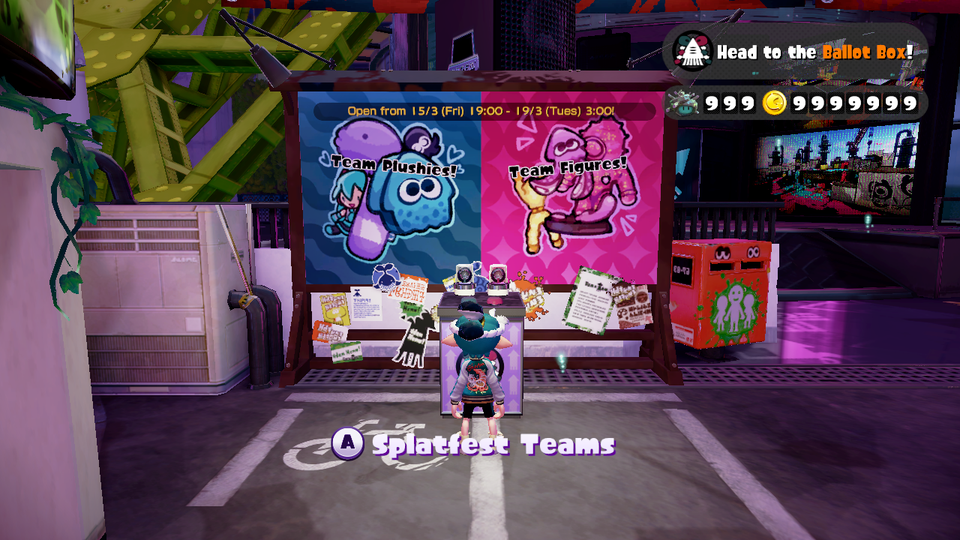 Head to the Ballot Box!
999 9999999
Open from 15/3 (Fri) 19:00 - 19/3 (Tues) 3:00!
Team Plushies!
Team Figures!
A Splatfest Teams